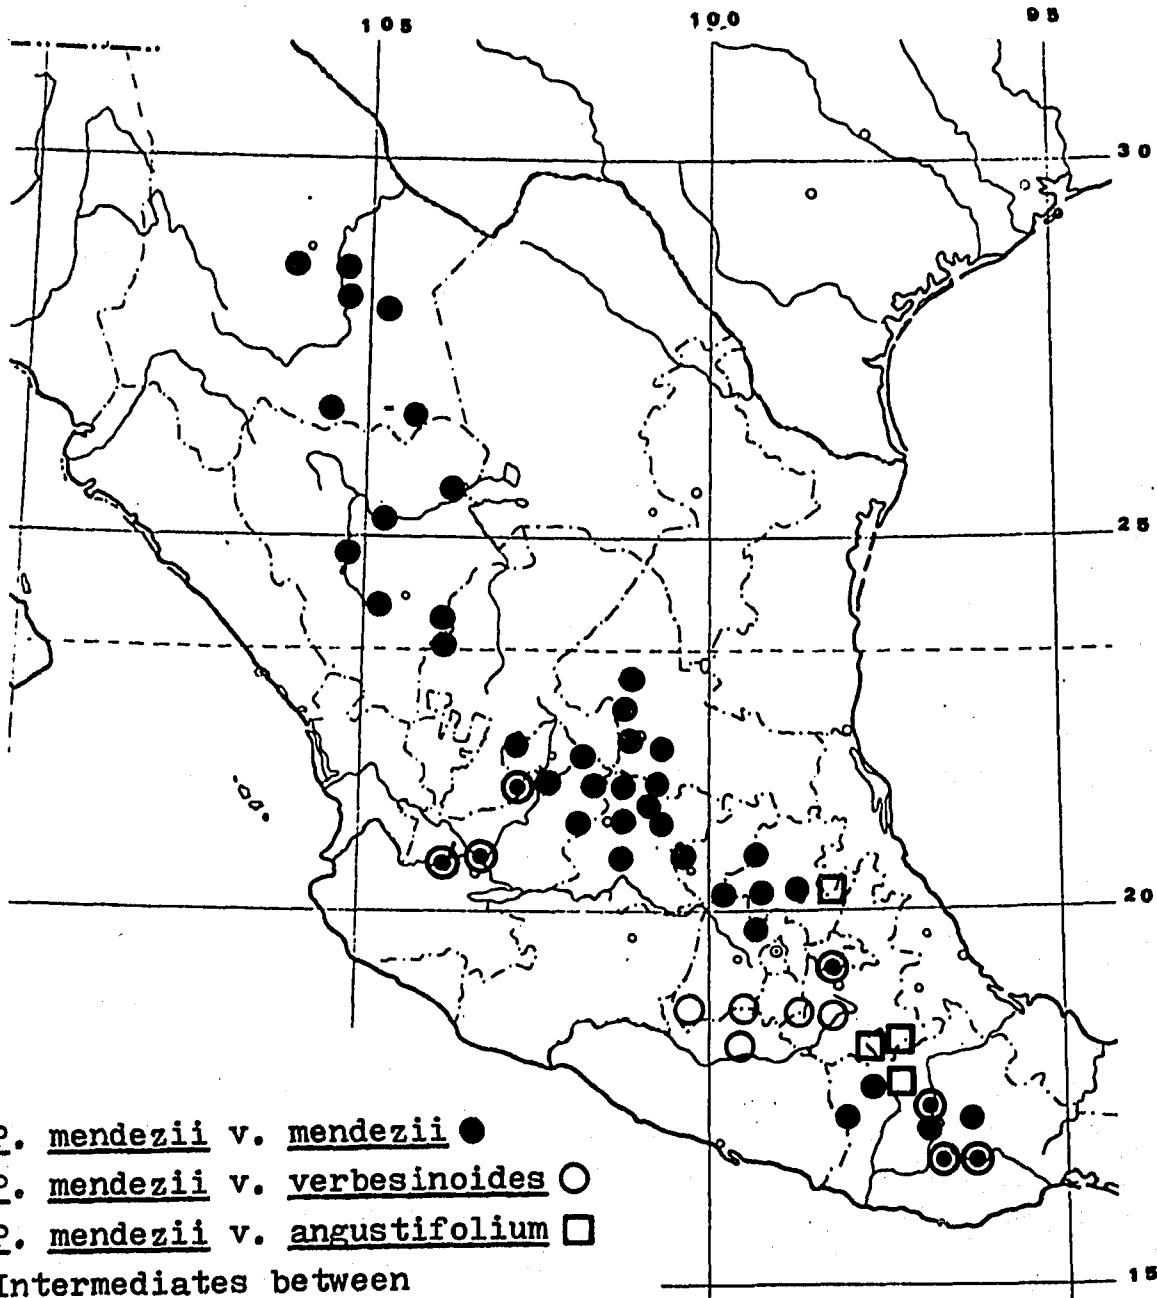 105 100 95
30
25
20
P. mendezii v. mendezii
P. mendezii v. verbesinoides
P. mendezii v. angustifolium
Intermediates between
15